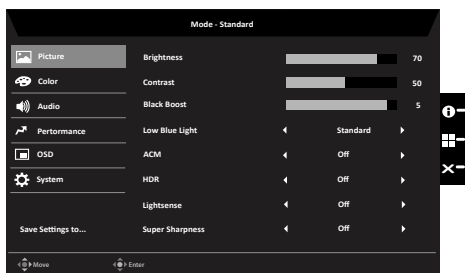 Mode - Standard
Picture
Brightness 70
Color
Contrast 50
Audio
Black Boost 5
Pertormance
Low Blue Light Standard
OSD
ACM Off
System
HDR Off
Lightsense Off
Save Settings to...
Super Sharpness Off
Move Enter